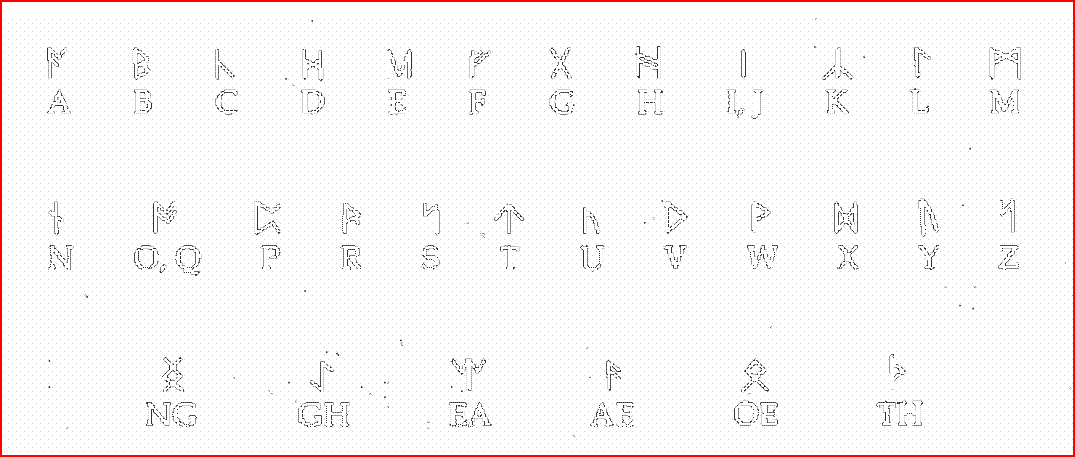 ᚪ ᛒ ᚳ ᛖ ᚠ ᚷ ᚻ ᛁ ᛣ ᛚ ᛗ
A B C D E F G H I, J K L M
ᚾ ᚩ ᛈ ᚱ ᛋ ᛏ ᚢ ᚦ ᚹ ᛞ ᚣ
N O, Q P R S T U V W X Y Z
ᛝ ᛇ ᛠ ᚫ ᛟ ᚦ
NG GH EA AE OE TH